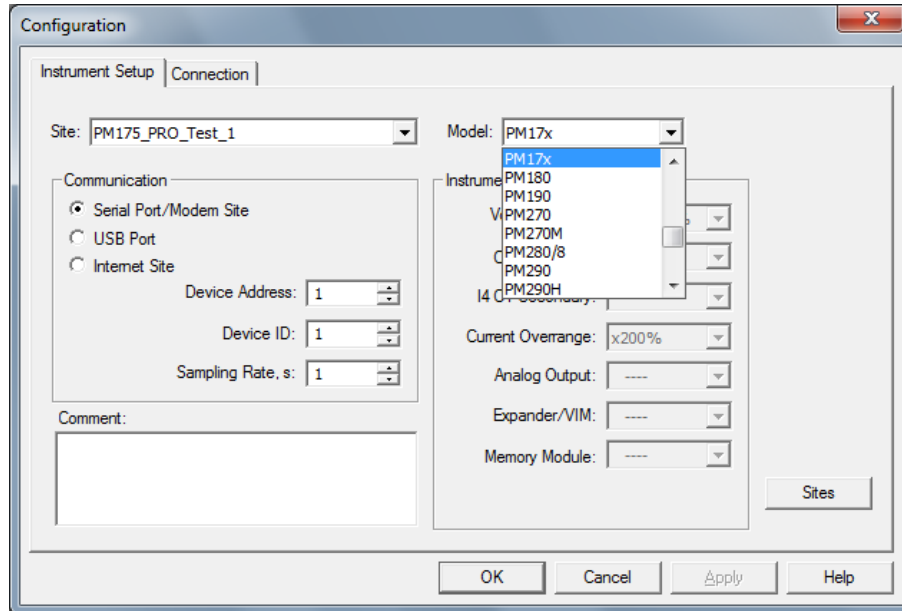 Configuration
Instrument Setup
Connection
Site: PM175_PRO_Test_1
Model: PM17x
PM17x
PM180
PM190
PM270
PM270M
PM280/8
PM290
PM290H
Communication
Serial Port/Modem Site
USB Port
Internet Site
Device Address: 1
Device ID: 1
Sampling Rate, s: 1
Comment:
Current Overrange: x200%
Analog Output: ----
Expander/VIM: ----
Memory Module: ----
Sites
OK
Cancel
Apply
Help